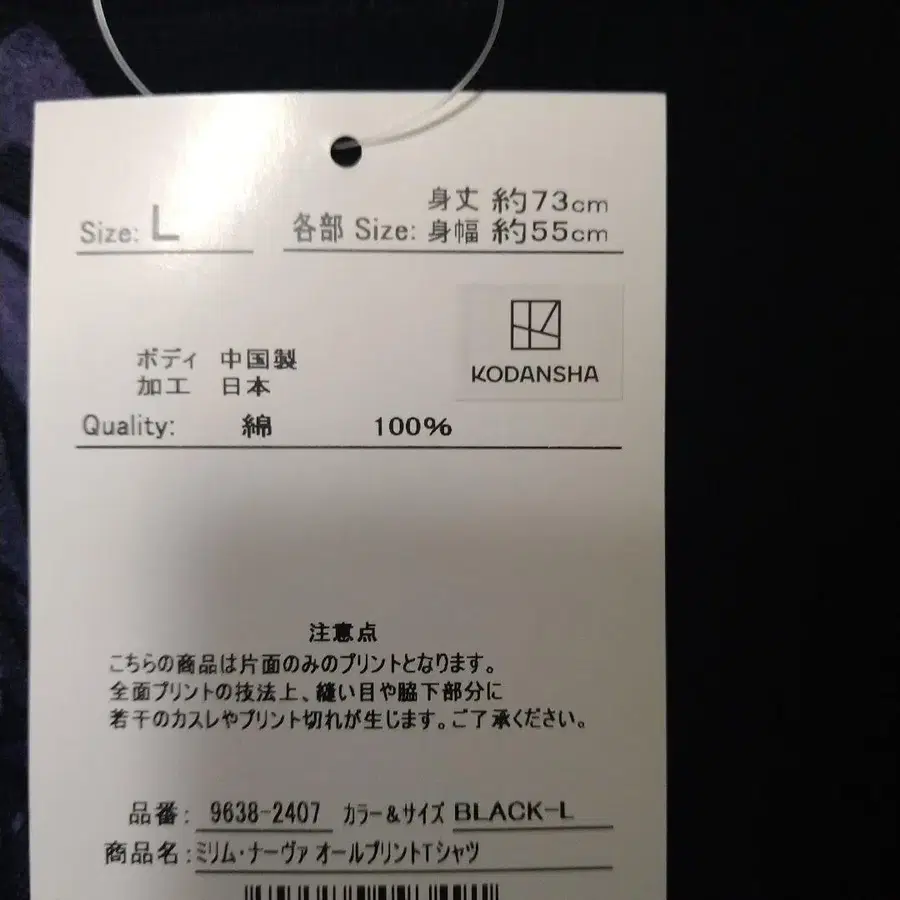 身丈 約73cm
Size: L 各部 Size: 身幅 約55cm
KODANSHA
ボディ 中国製
加工 日本
Quality: 綿 100%
注意点
こちらの商品は片面のみのプリントとなります。
全面プリントの技法上、縫い目や脇下部分に
若干のカスレやプリント切れが生じます。ご了承ください。
品番: 9638-2407 カラー&サイズ BLACK-L
商品名: ミリム・ナーヴァ オールプリントTシャツ